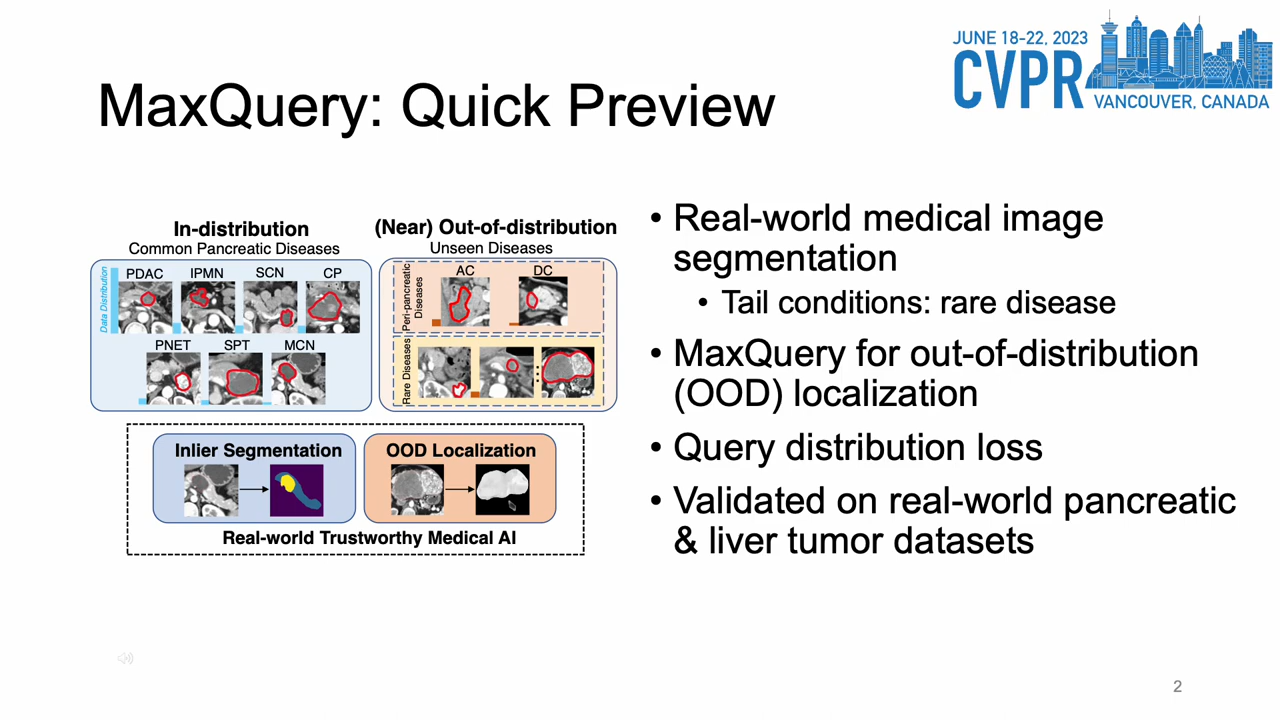 JUNE 18-22, 2023
CVPR
VANCOUVER, CANADA
MaxQuery: Quick Preview
In-distribution
Common Pancreatic Diseases
Data Distribution
PDAC IPMN SCN CP
PNET SPT MCN
(Near) Out-of-distribution
Unseen Diseases
Peri-pancreatic
Diseases
AC DC
Rare Diseases
Inlier Segmentation
OOD Localization
Real-world Trustworthy Medical AI
• Real-world medical image
segmentation
• Tail conditions: rare disease
• MaxQuery for out-of-distribution
(OOD) localization
• Query distribution loss
• Validated on real-world pancreatic
& liver tumor datasets
2